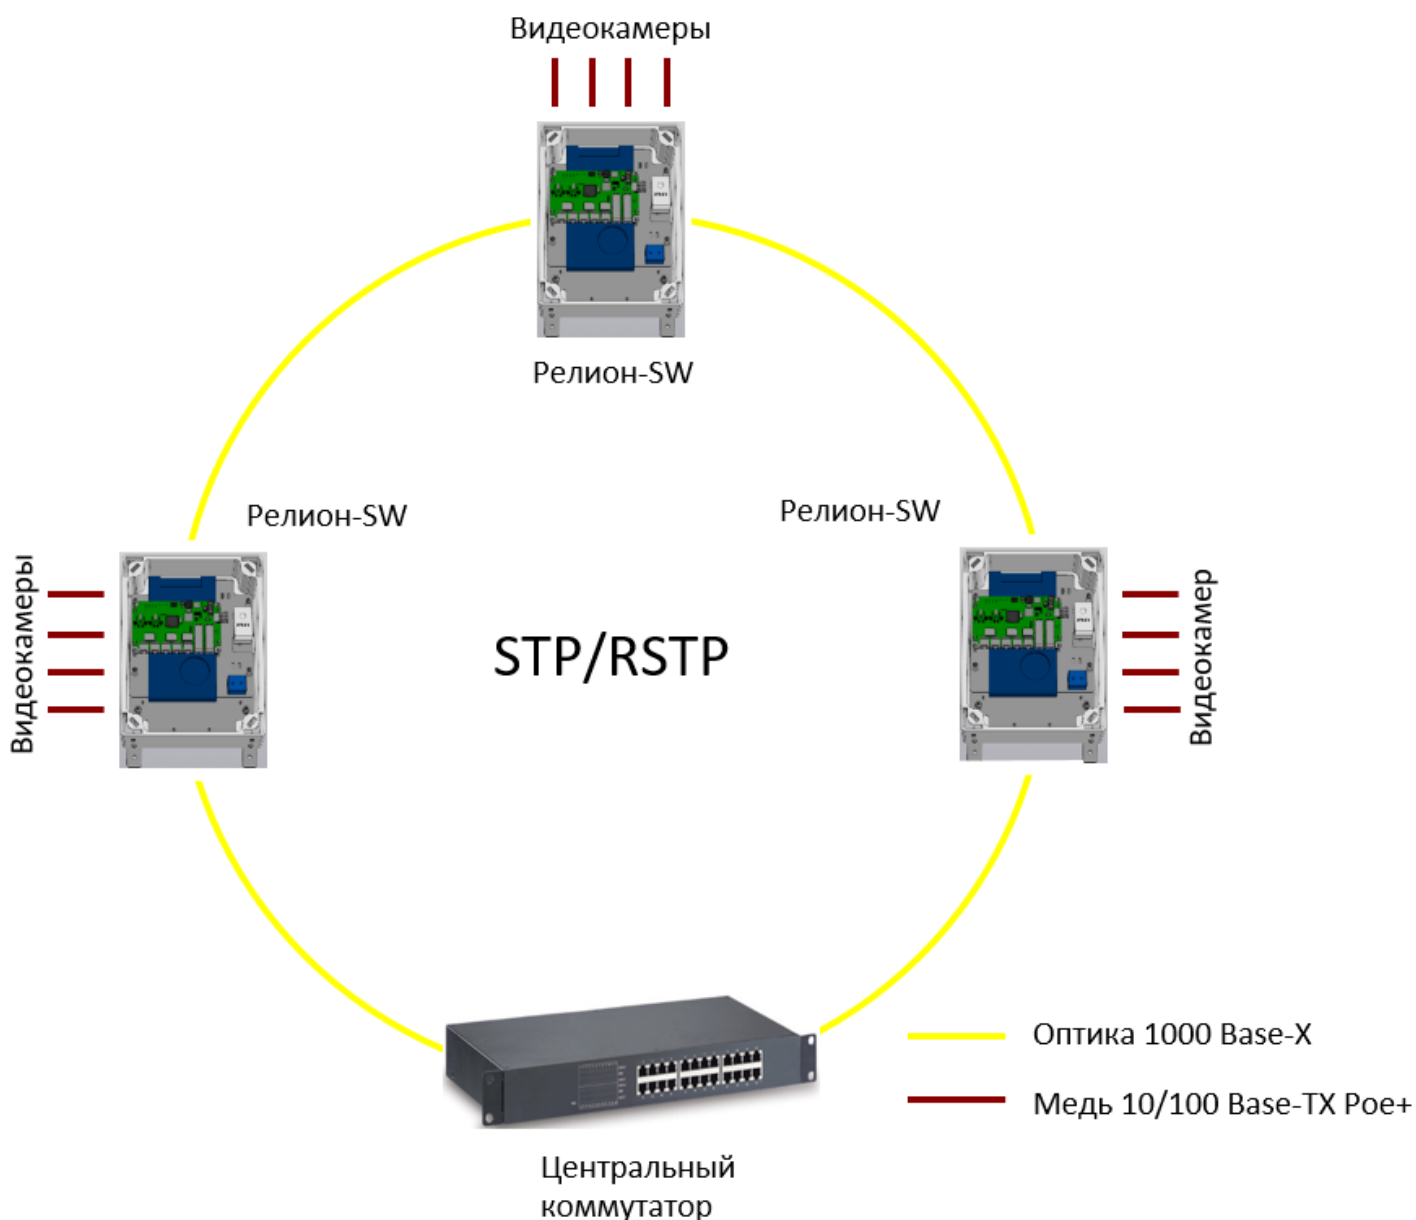 Видеокамеры
Релион-SW
Релион-SW
Релион-SW
Видеокамеры
STP/RSTP
Видеокамер
Оптика 1000 Base-X
Медь 10/100 Base-TX Poe+
Центральный
коммутатор